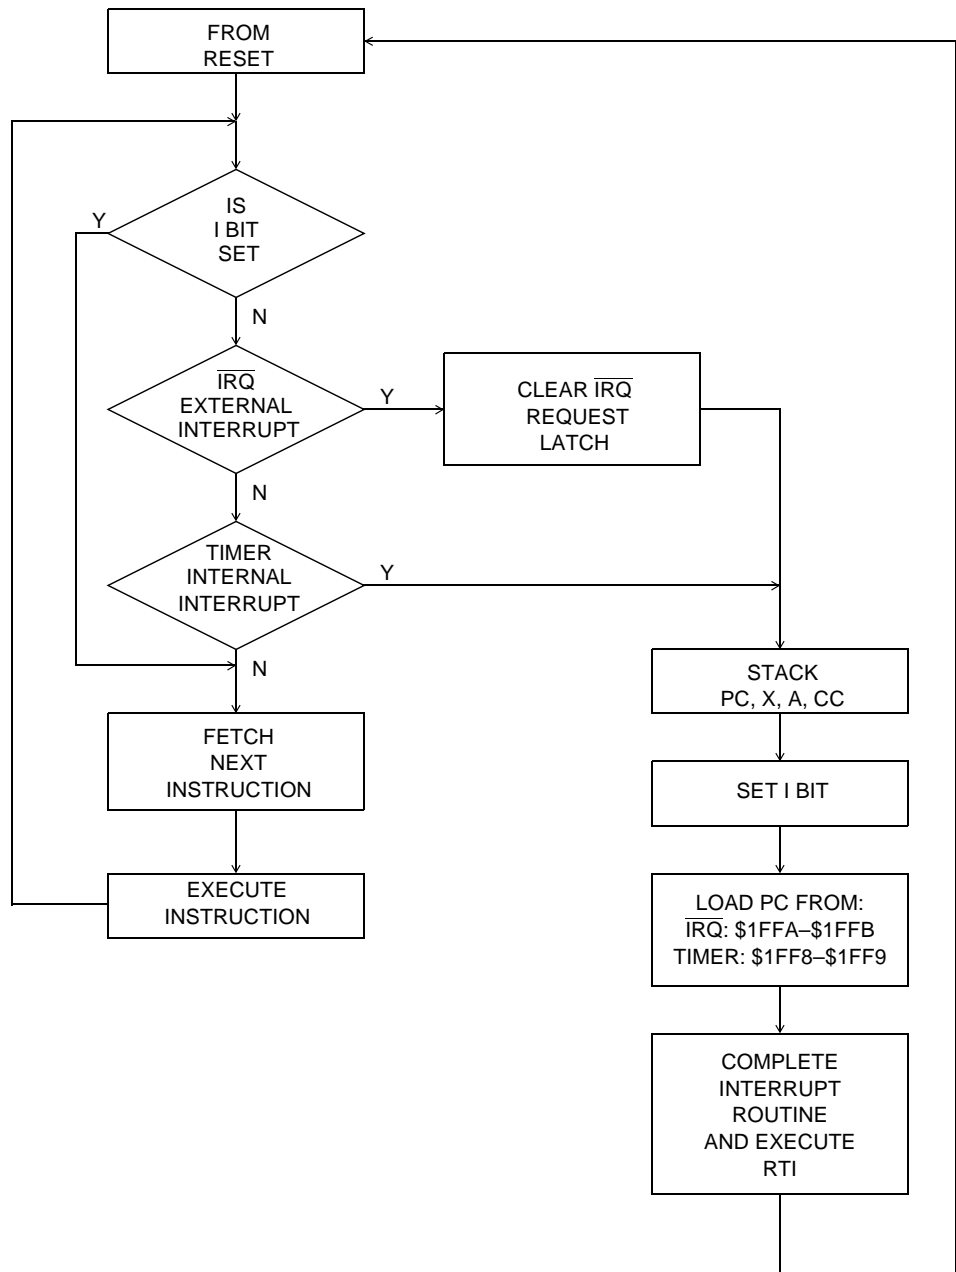 FROM
RESET
IS
I BIT
SET
Y
N
IRQ
EXTERNAL
INTERRUPT
Y
N
CLEAR IRQ
REQUEST
LATCH
TIMER
INTERNAL
INTERRUPT
Y
N
FETCH
NEXT
INSTRUCTION
EXECUTE
INSTRUCTION
STACK
PC, X, A, CC
SET I BIT
LOAD PC FROM:
IRQ: $1FFA–$1FFB
TIMER: $1FF8–$1FF9
COMPLETE
INTERRUPT
ROUTINE
AND EXECUTE
RTI